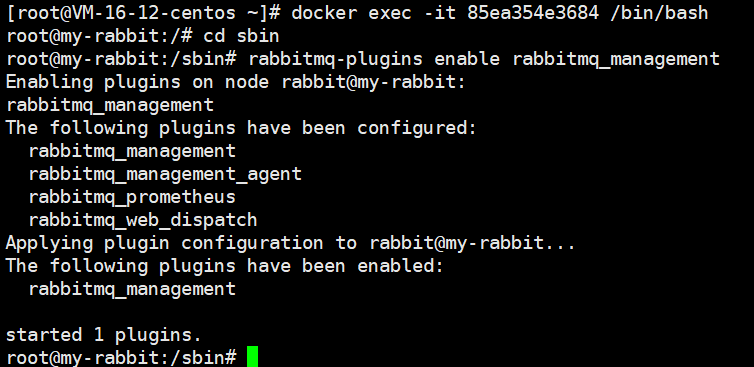 [root@VM-16-12-centos ~]# docker exec -it 85ea354e3684 /bin/bash
root@my-rabbit:/# cd sbin
root@my-rabbit:/sbin# rabbitmq-plugins enable rabbitmq_management
Enabling plugins on node rabbit@my-rabbit:
rabbitmq_management
The following plugins have been configured:
  rabbitmq_management
  rabbitmq_management_agent
  rabbitmq_prometheus
  rabbitmq_web_dispatch
Applying plugin configuration to rabbit@my-rabbit...
The following plugins have been enabled:
  rabbitmq_management

started 1 plugins.
root@my-rabbit:/sbin#